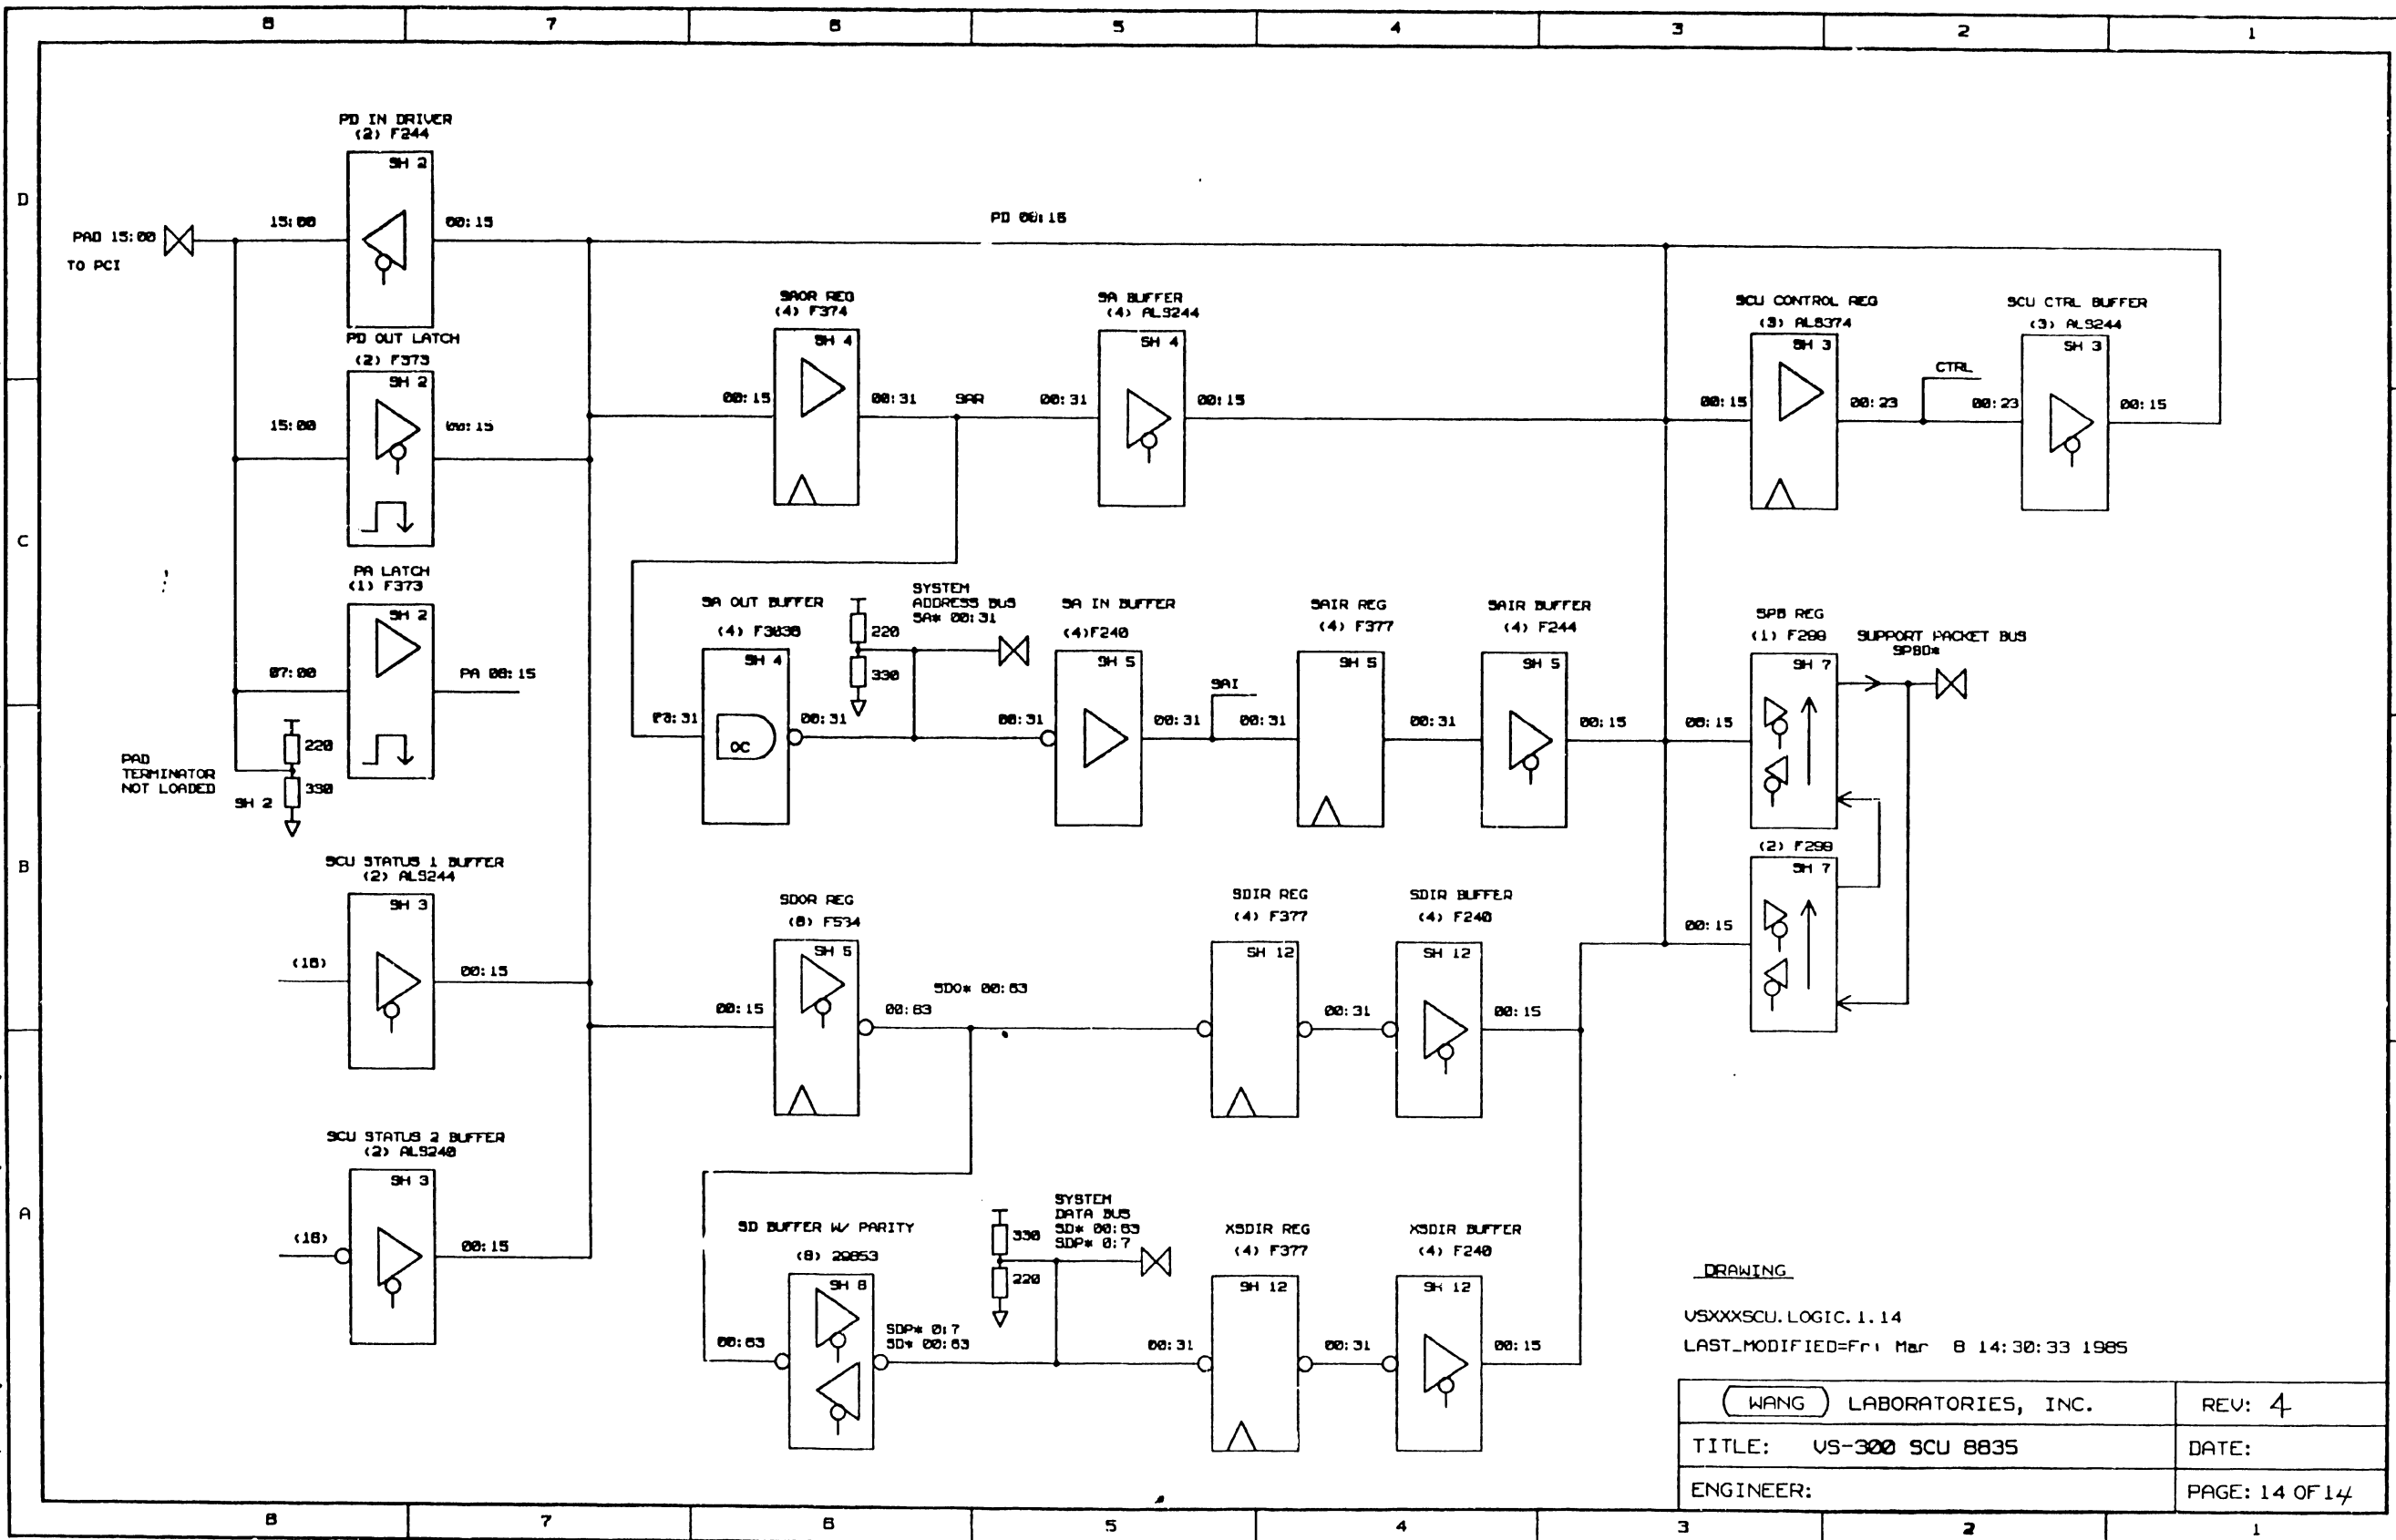 8 7 6 5 4 3 2 1
D
C
B
A
PD IN DRIVER
(2) F244
SH 2
15:00
00:15
PAD 15:00
TO PCI
PD 00:15
PD OUT LATCH
(2) F373
SH 2
15:00
00:15
PA LATCH
(1) F373
SH 2
07:00
PA 08:15
220
330
SH 2
PAD
TERMINATOR
NOT LOADED
SCU STATUS 1 BUFFER
(2) ALS244
SH 3
(16)
00:15
SCU STATUS 2 BUFFER
(2) ALS240
SH 3
(16)
00:15
SAOR REG
(4) F374
SH 4
00:15
00:31
SAR
SA BUFFER
(4) ALS244
SH 4
00:31
00:15
SCU CONTROL REG
(3) ALS374
SH 3
00:15
00:23
CTRL
SCU CTRL BUFFER
(3) ALS244
SH 3
00:23
00:15
SA OUT BUFFER
(4) F3038
SH 4
OC
00:31
00:31
220
330
SYSTEM
ADDRESS BUS
SA* 00:31
SA IN BUFFER
(4)F240
SH 5
00:31
00:31
SAI
00:31
SAIR REG
(4) F377
SH 5
00:31
SAIR BUFFER
(4) F244
SH 5
00:15
SPB REG
(1) F299
SH 7
00:15
SUPPORT PACKET BUS
SPBD*
(2) F299
SH 7
00:15
SDOR REG
(8) F534
SH 5
00:15
00:63
SDO* 00:63
SDIR REG
(4) F377
SH 12
00:31
SDIR BUFFER
(4) F240
SH 12
00:15
SD BUFFER W/ PARITY
(8) 29853
SH 8
00:63
SDP* 0:7
SD* 00:63
330
220
SYSTEM
DATA BUS
SD* 00:63
SDP* 0:7
00:31
XSDIR REG
(4) F377
SH 12
00:31
XSDIR BUFFER
(4) F240
SH 12
00:15
DRAWING
VSXXXSCU.LOGIC.1.14
LAST_MODIFIED=Fri Mar 8 14:30:33 1985
WANG LABORATORIES, INC.
REV: 4
TITLE: VS-300 SCU 8835
DATE:
ENGINEER:
PAGE: 14 OF 14
8 7 6 5 4 3 2 1